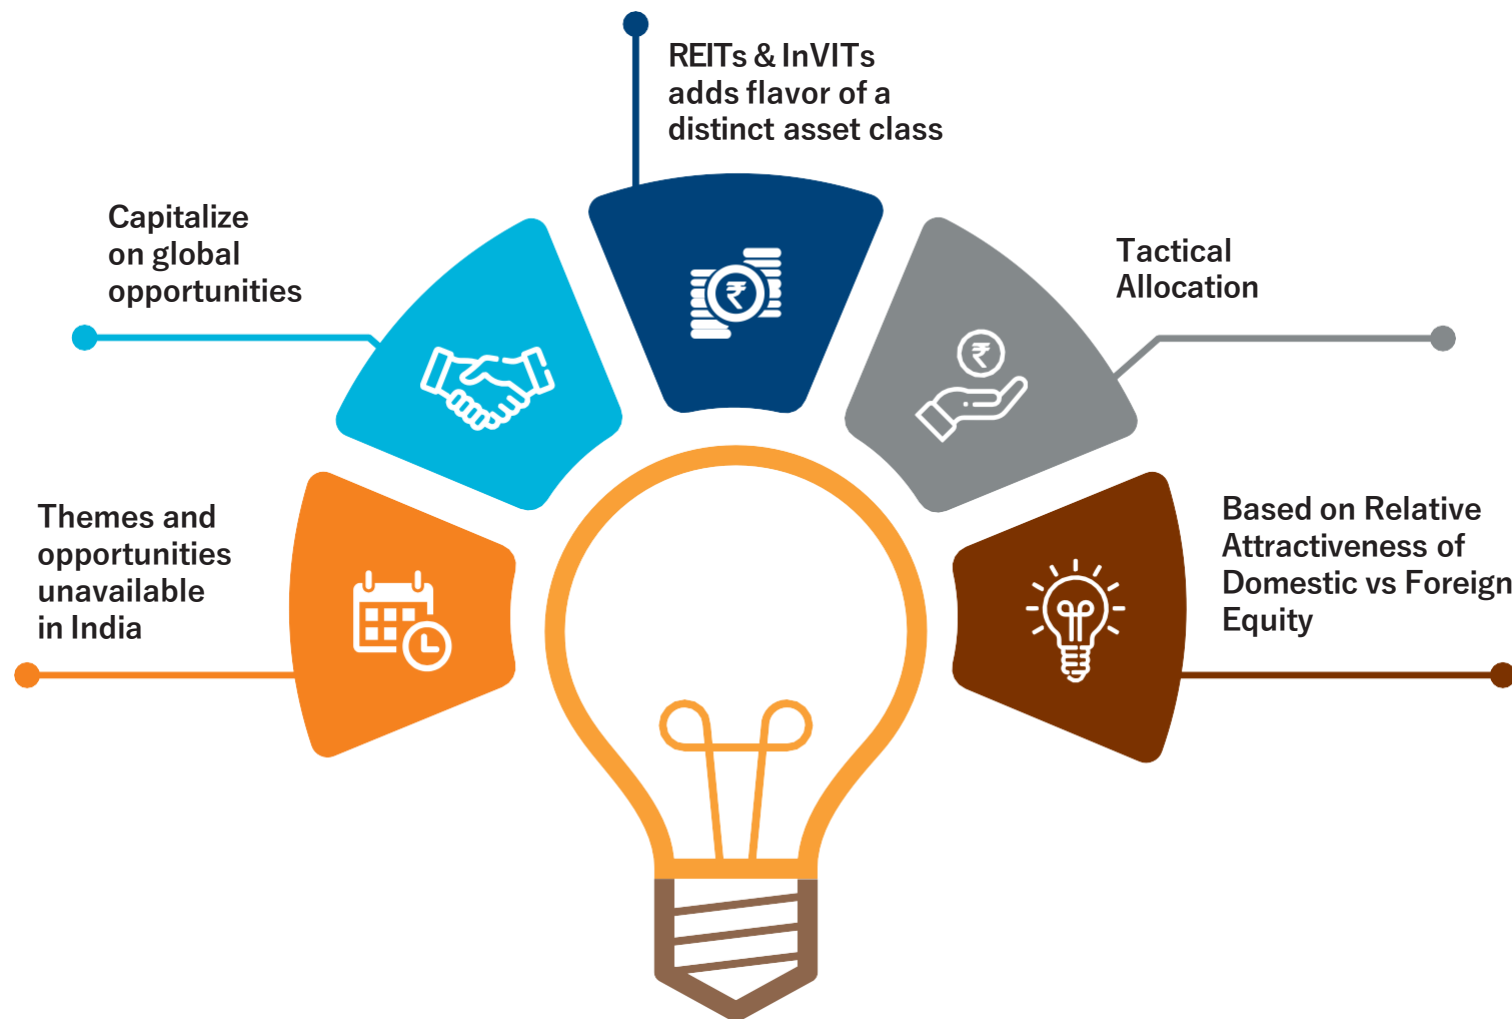 REITs & InVITs
adds flavor of a
distinct asset class
Capitalize
on global
opportunities
Tactical
Allocation
Themes and
opportunities
unavailable
in India
Based on Relative
Attractiveness of
Domestic vs Foreign
Equity
₹
₹